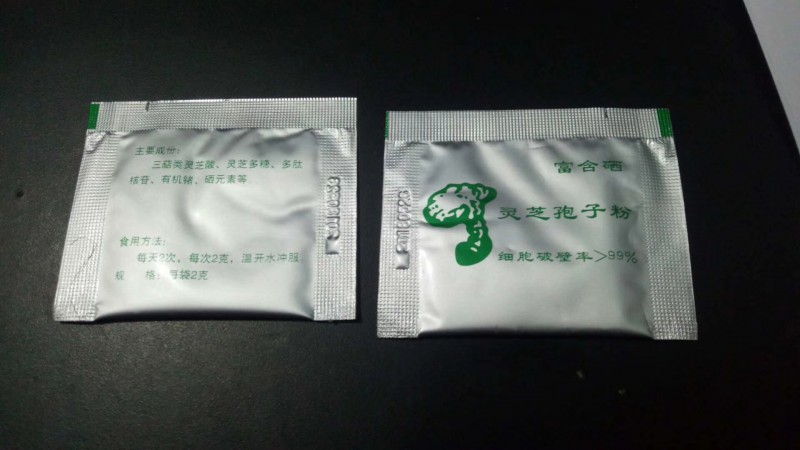 主要成份:
三萜类灵芝酸、灵芝多糖、多肽
核苷、有机锗、硒元素等
食用方法:
每天2次，每次2克，温开水冲服
规 格: 每袋2克
富含硒
灵芝孢子粉
细胞破壁率>99%